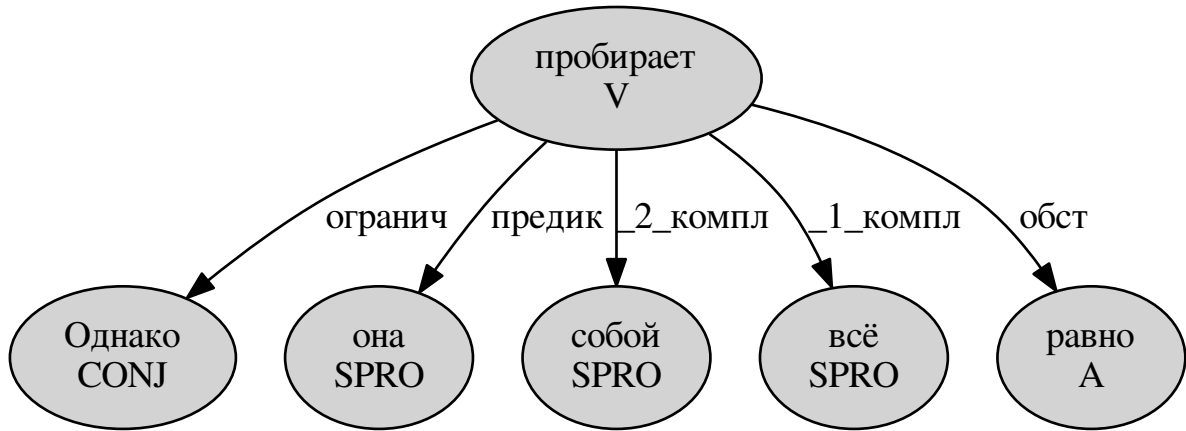 пробирает
V
огранич
предик
_2_компл
_1_компл
обст
Однако
CONJ
она
SPRO
собой
SPRO
всё
SPRO
равно
A